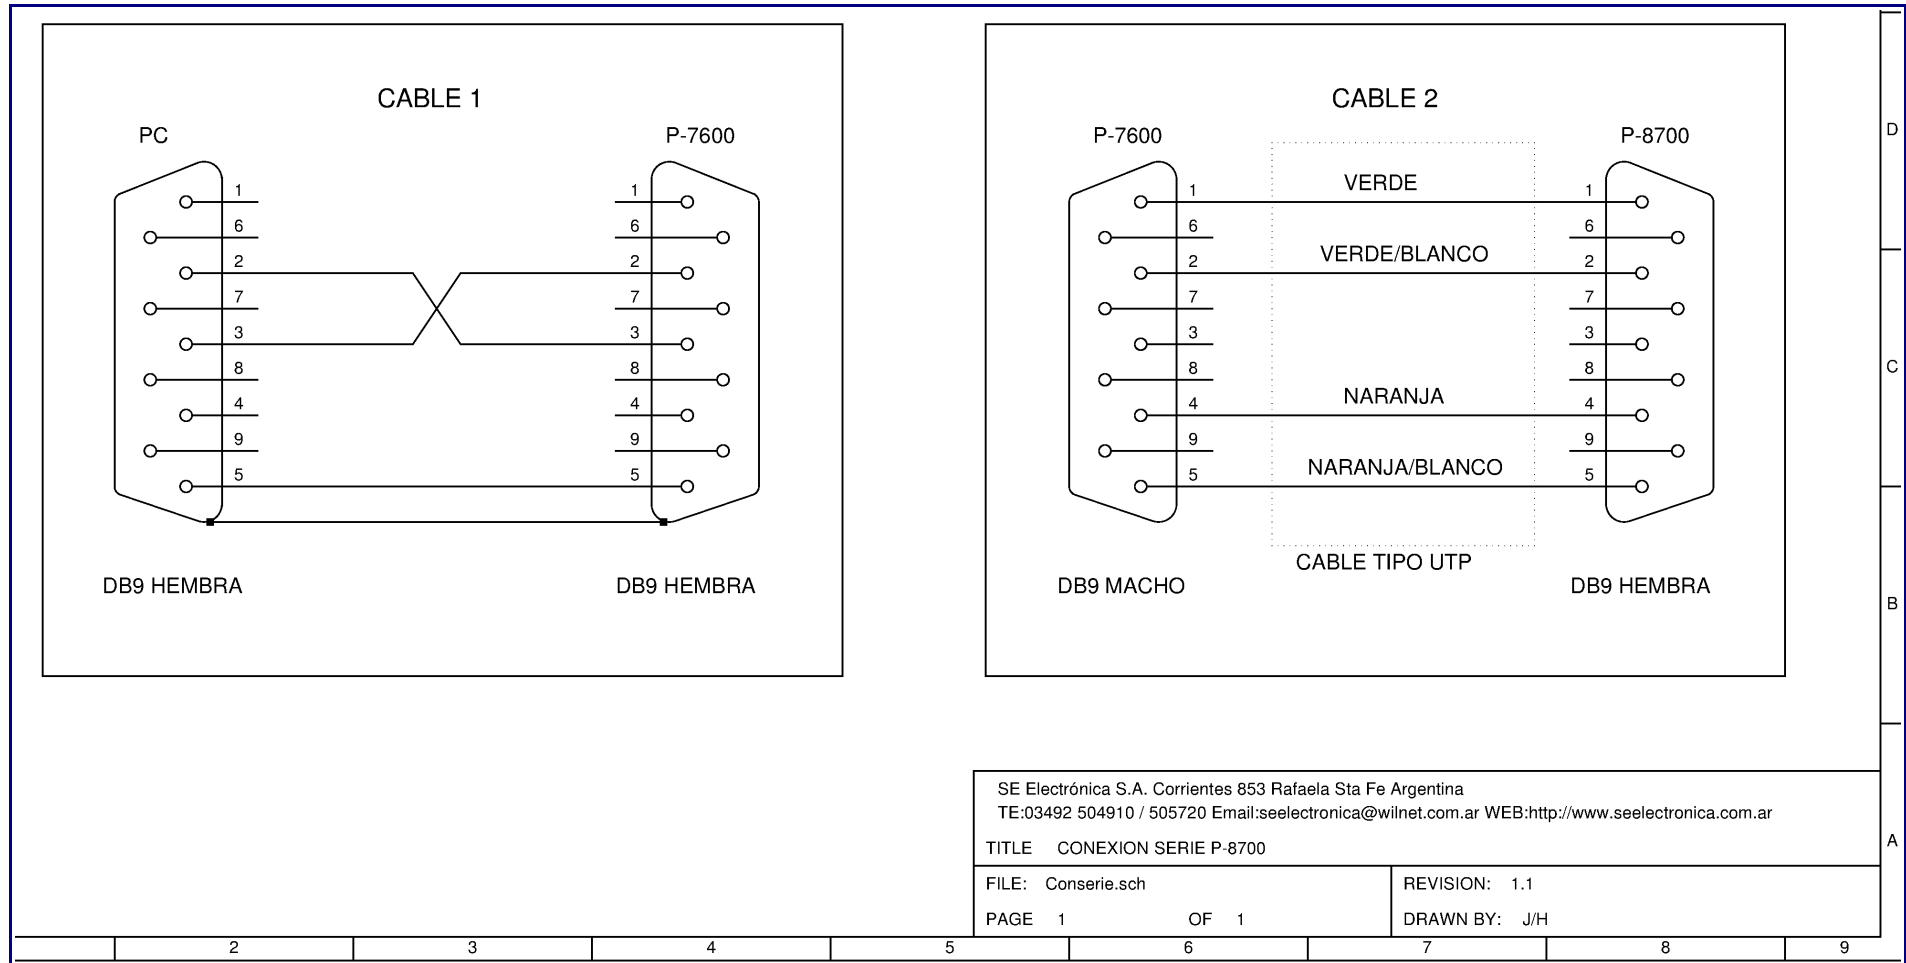 CABLE 1
PC
P-7600
1
6
2
7
3
8
4
9
5
1
6
2
7
3
8
4
9
5
DB9 HEMBRA
DB9 HEMBRA
CABLE 2
P-7600
P-8700
1
6
2
7
3
8
4
9
5
VERDE
VERDE/BLANCO
NARANJA
NARANJA/BLANCO
1
6
2
7
3
8
4
9
5
CABLE TIPO UTP
DB9 MACHO
DB9 HEMBRA
D
C
B
A
SE Electrónica S.A. Corrientes 853 Rafaela Sta Fe Argentina
TE:03492 504910 / 505720 Email:seelectronica@wilnet.com.ar WEB:http://www.seelectronica.com.ar
TITLE CONEXION SERIE P-8700
FILE: Conserie.sch
REVISION: 1.1
PAGE 1 OF 1
DRAWN BY: J/H
2 3 4 5 6 7 8 9